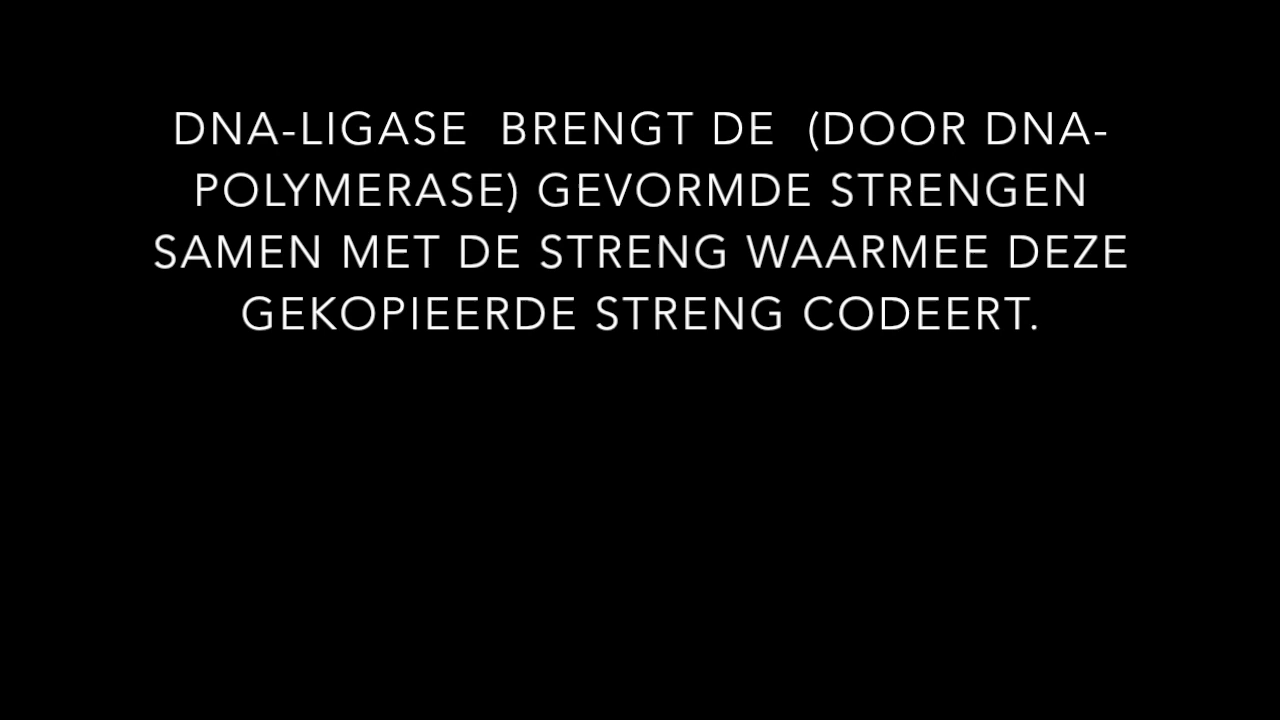 DNA-LIGASE BRENGT DE (DOOR DNA-
POLYMERASE) GEVORMDE STRENGEN
SAMEN MET DE STRENG WAARMEE DEZE
GEKOPIEERDE STRENG CODEERT.